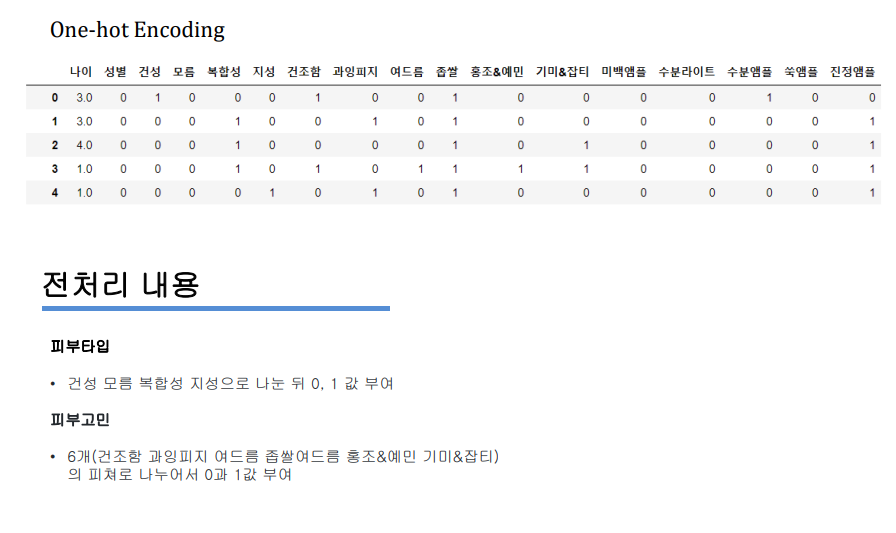 One-hot Encoding
나이 성별 건성 모름 복합성 지성 건조함 과잉피지 여드름 좁쌀 홍조&예민 기미&잡티 미백앰플 수분라이트 수분앰플 쑥앰플 진정앰플
0 3.0 0 1 0 0 0 1 0 0 1 0 0 0 0 1 0 0
1 3.0 0 0 0 1 0 0 1 0 1 0 0 0 0 0 0 1
2 4.0 0 0 0 1 0 0 0 0 1 0 1 0 0 0 0 1
3 1.0 0 0 0 1 0 1 0 1 1 1 1 0 0 0 0 1
4 1.0 0 0 0 0 1 0 1 0 1 0 0 0 0 0 0 1
전처리 내용
피부타입
• 건성 모름 복합성 지성으로 나눈 뒤 0, 1 값 부여
피부고민
• 6개(건조함 과잉피지 여드름 좁쌀여드름 홍조&예민 기미&잡티)
의 피쳐로 나누어서 0과 1값 부여